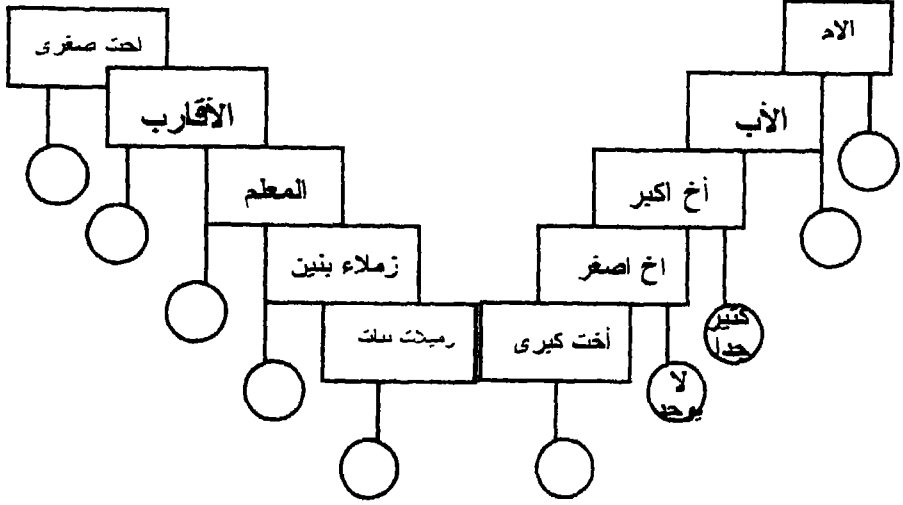 الام
الأب
أخ اكبر
اخ اصغر
أخت كبرى
زميلات بنات
زملاء بنين
المعلم
الأقارب
اخت صغرى
كثير
جدا
لا
يوجد